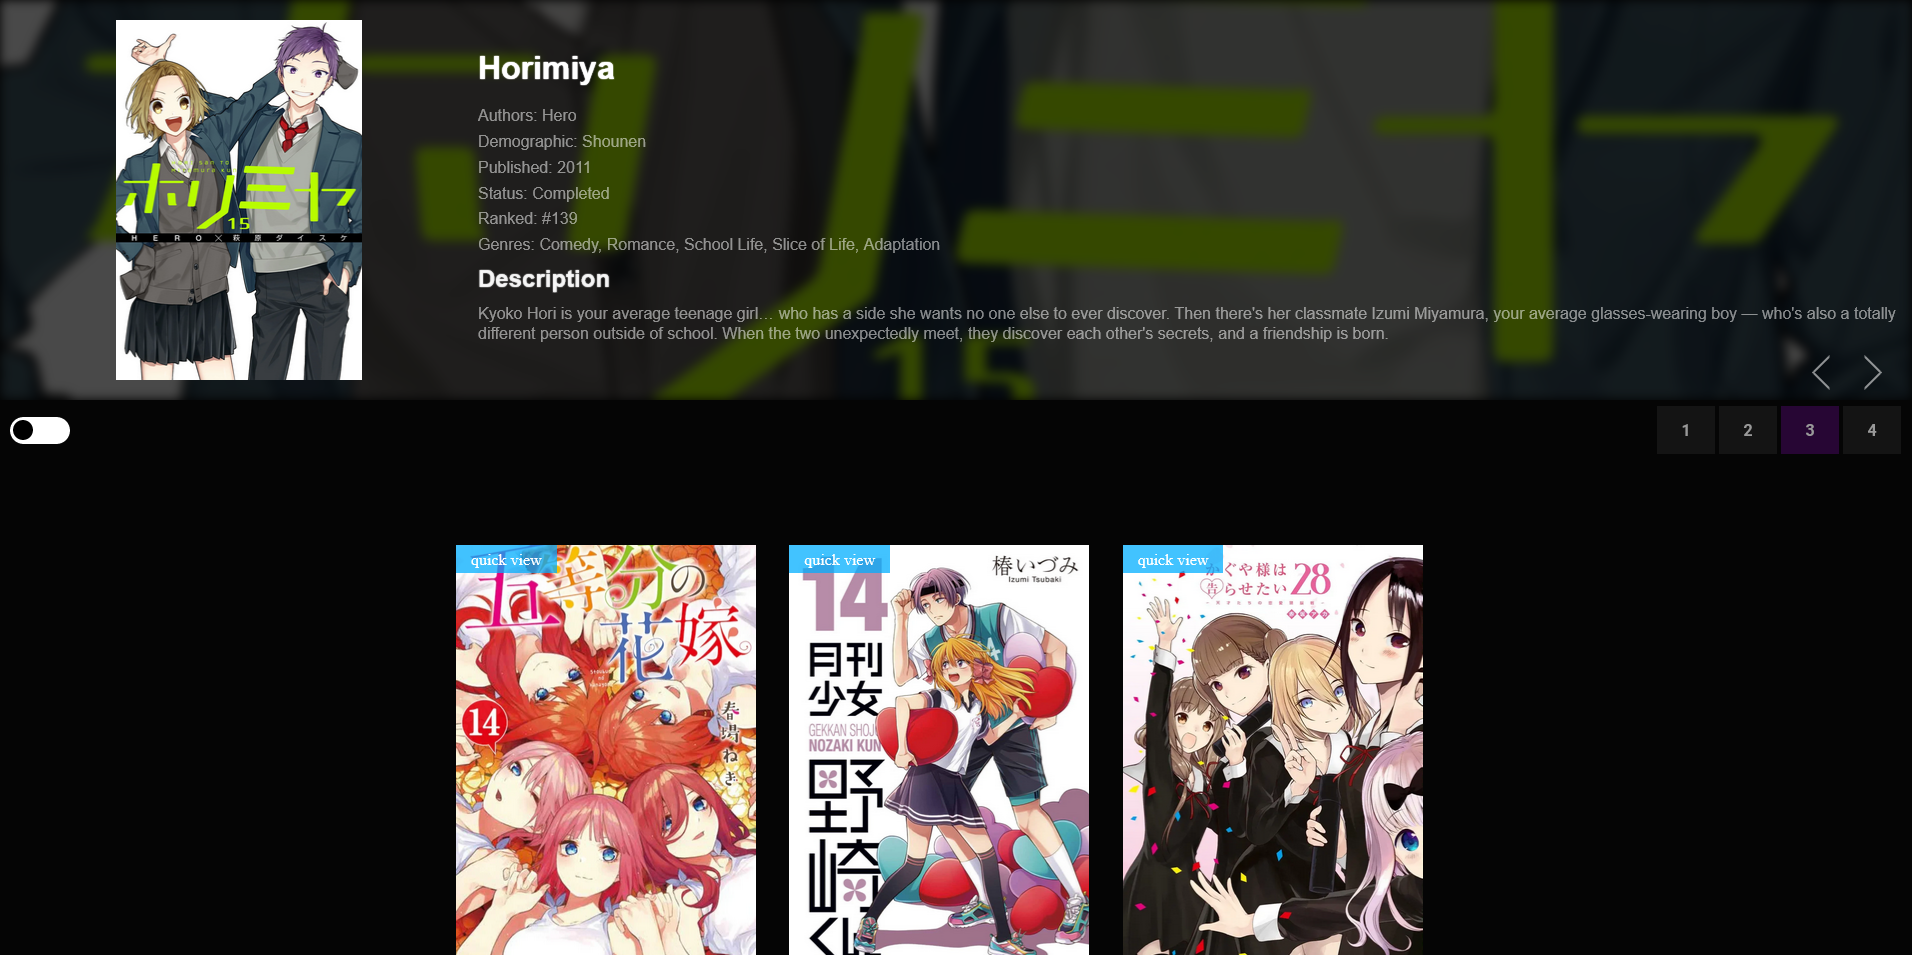 Horimiya
Authors: Hero
Demographic: Shounen
Published: 2011
Status: Completed
Ranked: #139
Genres: Comedy, Romance, School Life, Slice of Life, Adaptation
Description
Kyoko Hori is your average teenage girl… who has a side she wants no one else to ever discover. Then there's her classmate Izumi Miyamura, your average glasses-wearing boy — who's also a totally
different person outside of school. When the two unexpectedly meet, they discover each other's secrets, and a friendship is born.
ホリミヤ
15
HERO×萩原ダイスケ
1 2 3 4
quick view
五等分の
花嫁
14
春場ねぎ
quick view
14
椿いづみ
Izumi Tsubaki
月刊
少女
GEKKAN SHOJO
NOZAKI KUN
野
崎
く
quick view
かぐや様は
告らせたい
28